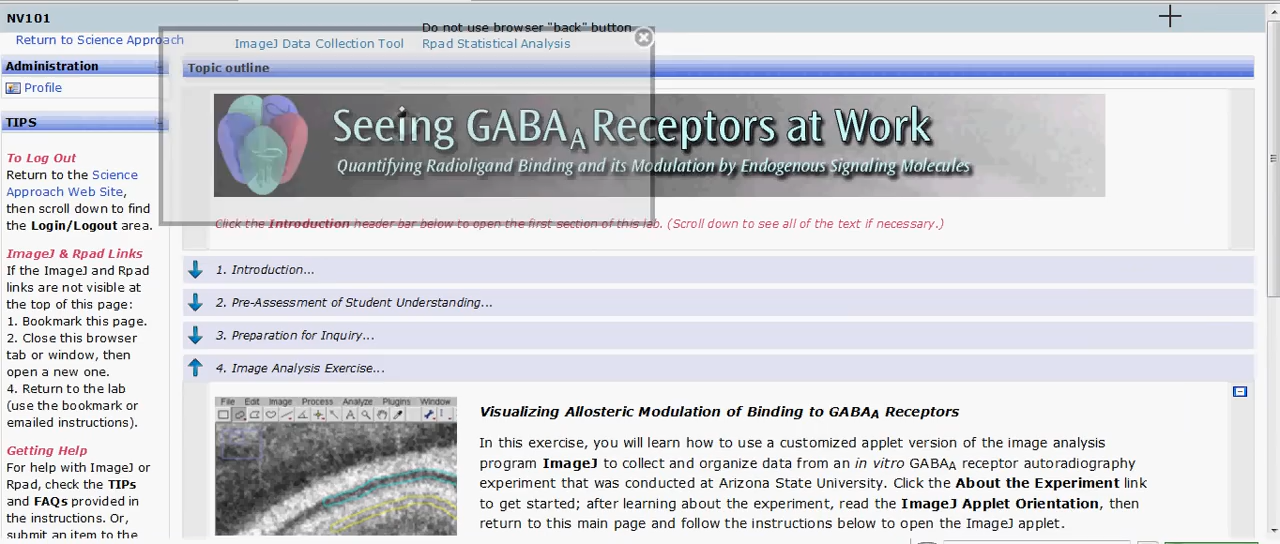 NV101
Do not use browser "back" button
Return to Science Approach
ImageJ Data Collection Tool
Rpad Statistical Analysis
Administration
Profile
TIPS
To Log Out
Return the Science
Approach Web Site,
then scroll down to find
the Login/Logout area.
ImageJ & Rpad Links
If the ImageJ and Rpad
links are not visible at
the top of this page:
1. Bookmark this page.
2. Close this browser
tab or window, then
open a new one.
4. Return to the lab
(use the bookmark or
emailed instructions).
Getting Help
For help with ImageJ or
Rpad, check the TIPs
and FAQs provided in
the instructions. Or,
submit an item to the
Topic outline
Seeing GABAA Receptors at Work
Quantifying Radioligand Binding and its Modulation by Endogenous Signaling Molecules
Click the Introduction header bar below to open the first section of this lab. (Scroll down to see all of the text if necessary.)
1. Introduction...
2. Pre-Assessment of Student Understanding...
3. Preparation for Inquiry...
4. Image Analysis Exercise...
File Edit Image Process Analyze Plugins Window
Visualizing Allosteric Modulation of Binding to GABAA Receptors
In this exercise, you will learn how to use a customized applet version of the image analysis
program ImageJ to collect and organize data from an in vitro GABAA receptor autoradiography
experiment that was conducted at Arizona State University. Click the About the Experiment link
to get started; after learning about the experiment, read the ImageJ Applet Orientation, then
return to this main page and follow the instructions below to open the ImageJ applet.